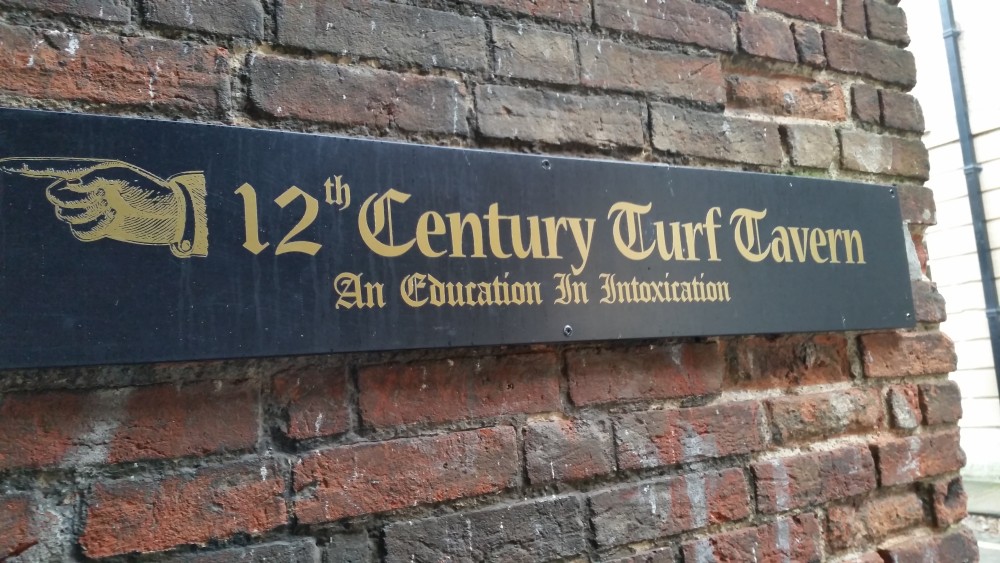 12th Century Turf Tavern
An Education In Intoxication